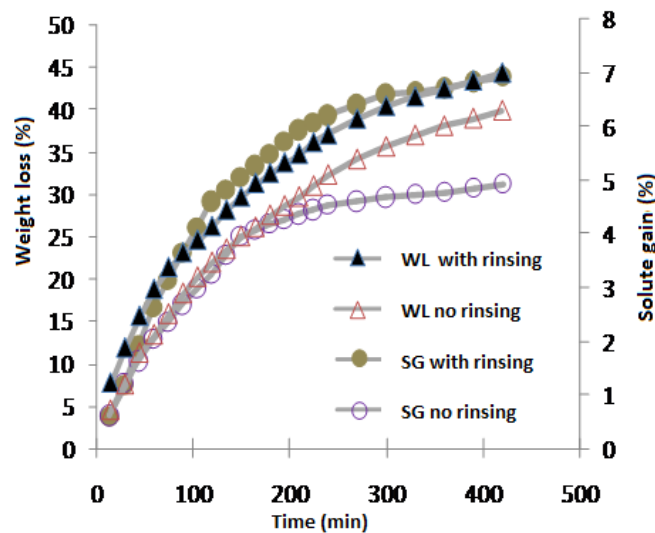 Weight loss (%)
50
45
40
35
30
25
20
15
10
5
0
8
7
6
5
4
3
2
1
0
Solute gain (%)
WL with rinsing
WL no rinsing
SG with rinsing
SG no rinsing
0 100 200 300 400 500
Time (min)